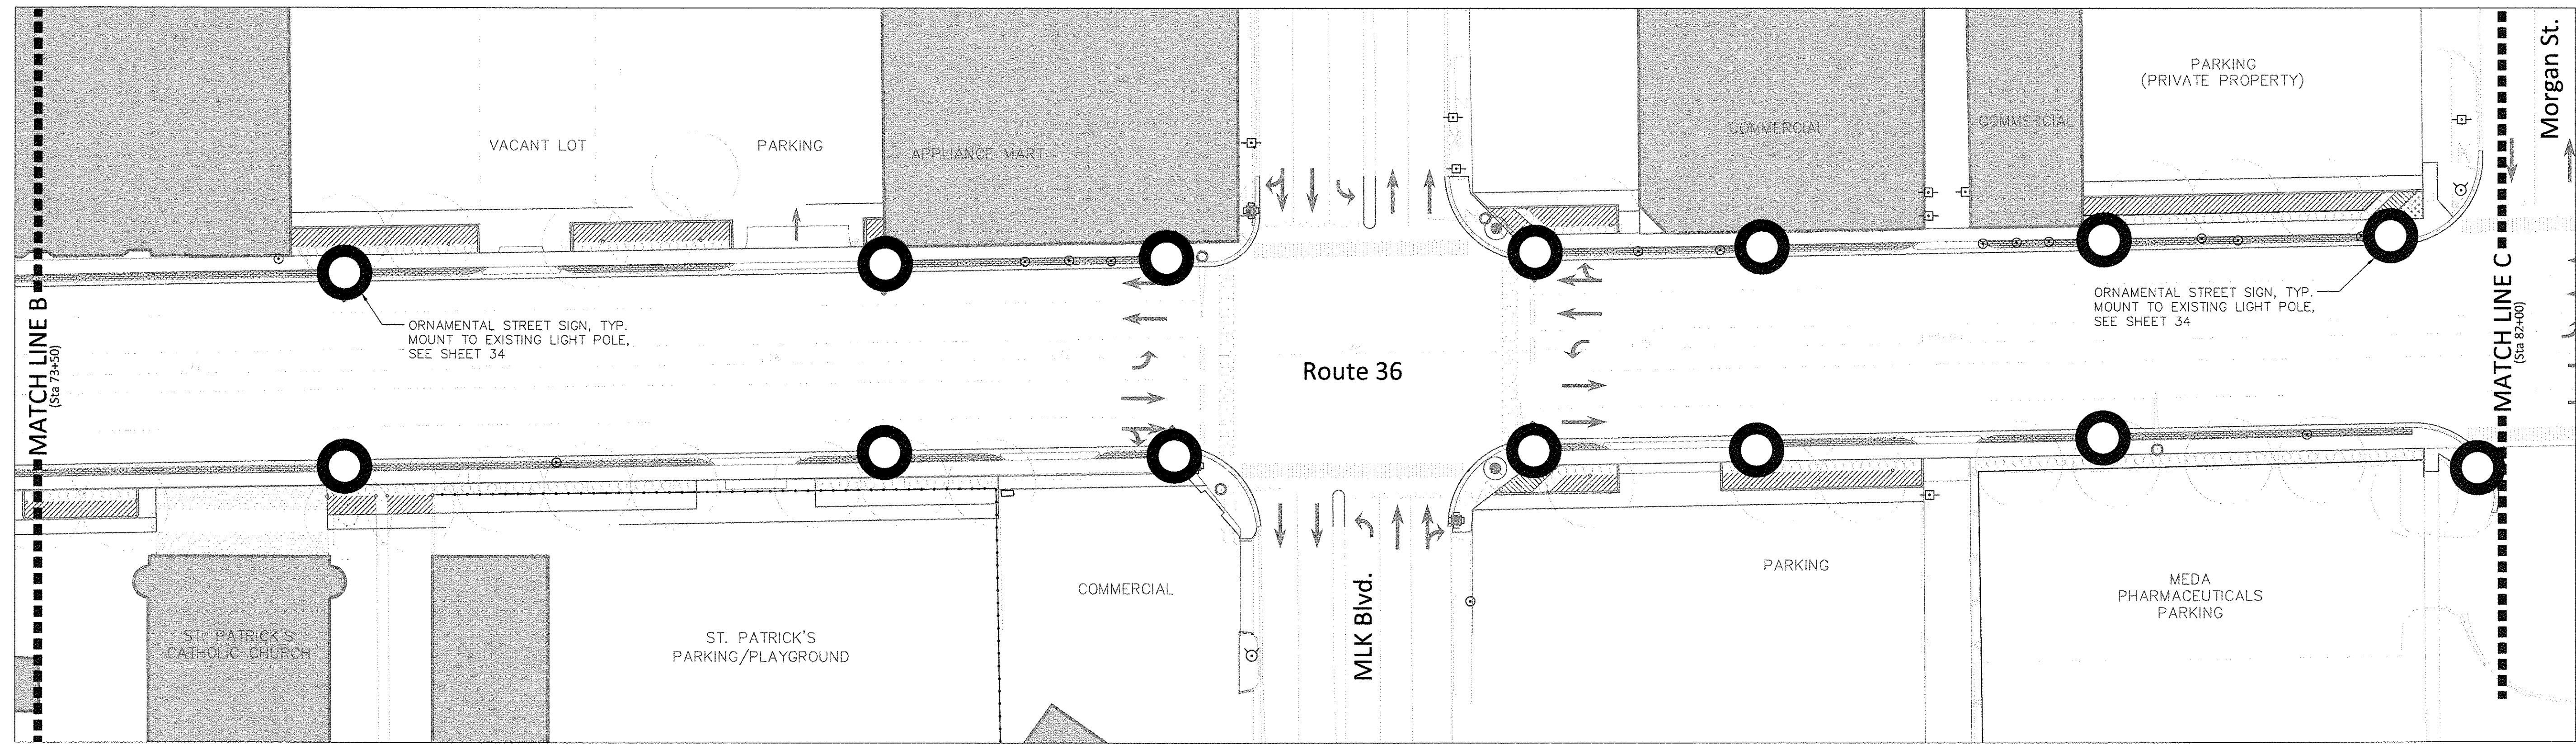 MATCH LINE B
(Sta 73+50)
VACANT LOT
PARKING
APPLIANCE MART
ORNAMENTAL STREET SIGN, TYP.
MOUNT TO EXISTING LIGHT POLE,
SEE SHEET 34
ST. PATRICK'S
CATHOLIC CHURCH
ST. PATRICK'S
PARKING/PLAYGROUND
COMMERCIAL
Route 36
MLK Blvd.
COMMERCIAL
COMMERCIAL
PARKING
(PRIVATE PROPERTY)
ORNAMENTAL STREET SIGN, TYP.
MOUNT TO EXISTING LIGHT POLE,
SEE SHEET 34
PARKING
MEDA
PHARMACEUTICALS
PARKING
MATCH LINE C
(Sta 82+00)
Morgan St.